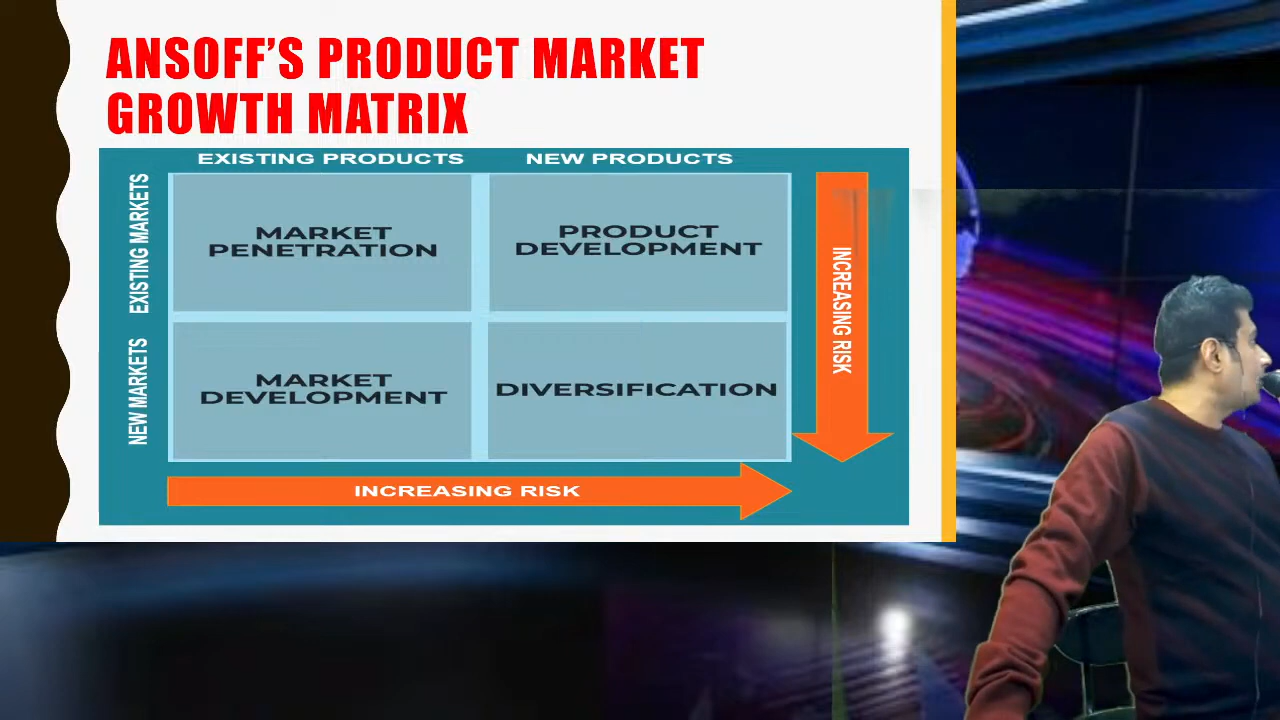 ANSOFF'S PRODUCT MARKET
GROWTH MATRIX
EXISTING PRODUCTS
NEW PRODUCTS
EXISTING MARKETS
MARKET
PENETRATION
PRODUCT
DEVELOPMENT
INCREASING RISK
NEW MARKETS
MARKET
DEVELOPMENT
DIVERSIFICATION
INCREASING RISK